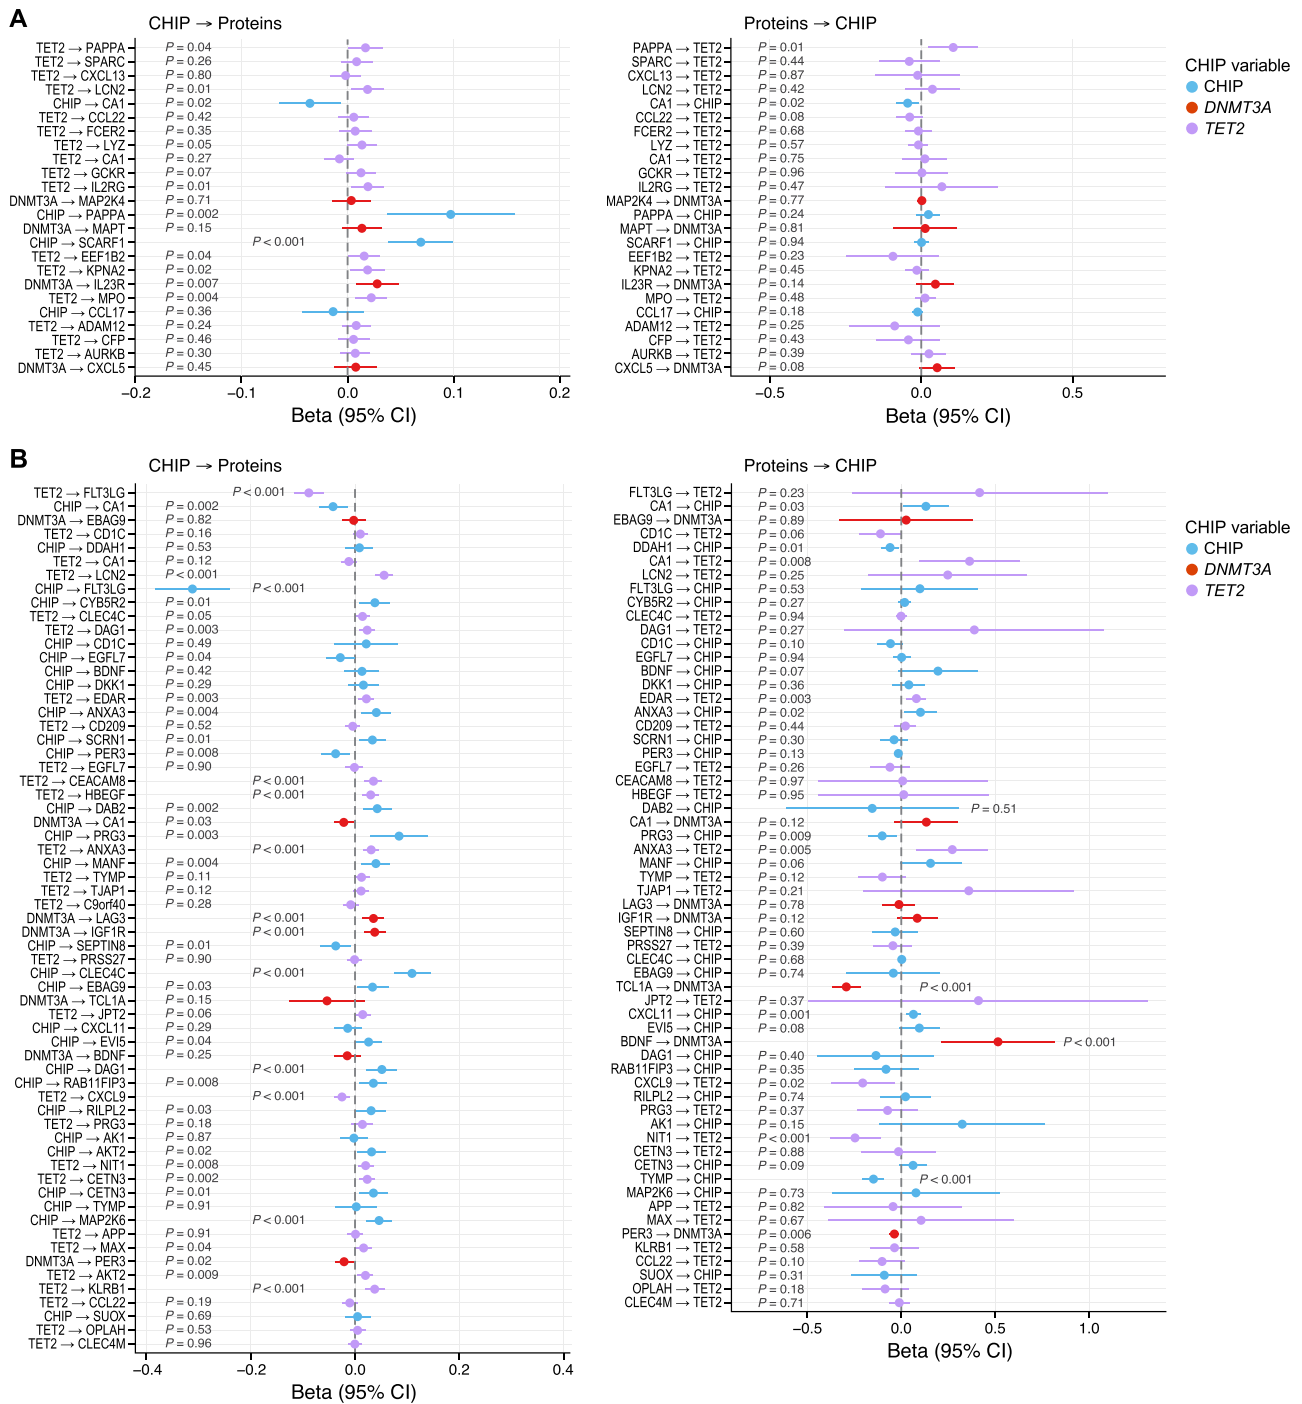 A
CHIP → Proteins
TET2 → PAPPA P = 0.04
TET2 → SPARC P = 0.26
TET2 → CXCL13 P = 0.80
TET2 → LCN2 P = 0.01
CHIP → CA1 P = 0.02
TET2 → CCL22 P = 0.42
TET2 → FCER2 P = 0.35
TET2 → LYZ P = 0.05
TET2 → CA1 P = 0.27
TET2 → GCKR P = 0.07
TET2 → IL2RG P = 0.01
DNMT3A → MAP2K4 P = 0.71
CHIP → PAPPA P = 0.002
DNMT3A → MAPT P = 0.15
CHIP → SCARF1 P < 0.001
TET2 → EEF1B2 P = 0.04
TET2 → KPNA2 P = 0.02
DNMT3A → IL23R P = 0.007
TET2 → MPO P = 0.004
CHIP → CCL17 P = 0.36
TET2 → ADAM12 P = 0.24
TET2 → CFP P = 0.46
TET2 → AURKB P = 0.30
DNMT3A → CXCL5 P = 0.45
−0.2 −0.1 0.0 0.1 0.2
Beta (95% CI)
Proteins → CHIP
PAPPA → TET2 P = 0.01
SPARC → TET2 P = 0.44
CXCL13 → TET2 P = 0.87
LCN2 → TET2 P = 0.42
CA1 → CHIP P = 0.02
CCL22 → TET2 P = 0.08
FCER2 → TET2 P = 0.68
LYZ → TET2 P = 0.57
CA1 → TET2 P = 0.75
GCKR → TET2 P = 0.96
IL2RG → TET2 P = 0.47
MAP2K4 → DNMT3A P = 0.77
PAPPA → CHIP P = 0.24
MAPT → DNMT3A P = 0.81
SCARF1 → CHIP P = 0.94
EEF1B2 → TET2 P = 0.23
KPNA2 → TET2 P = 0.45
IL23R → DNMT3A P = 0.14
MPO → TET2 P = 0.48
CCL17 → CHIP P = 0.18
ADAM12 → TET2 P = 0.25
CFP → TET2 P = 0.43
AURKB → TET2 P = 0.39
CXCL5 → DNMT3A P = 0.08
−0.5 0.0 0.5
Beta (95% CI)
CHIP variable
CHIP
DNMT3A
TET2
B
CHIP → Proteins
TET2 → FLT3LG P < 0.001
CHIP → CA1 P = 0.002
DNMT3A → EBAG9 P = 0.82
TET2 → CD1C P = 0.16
CHIP → DDAH1 P = 0.53
TET2 → CA1 P = 0.12
TET2 → LCN2 P < 0.001
CHIP → FLT3LG P < 0.001
CHIP → CYB5R2 P = 0.01
TET2 → CLEC4C P = 0.05
TET2 → DAG1 P = 0.003
CHIP → CD1C P = 0.49
CHIP → EGFL7 P = 0.04
CHIP → BDNF P = 0.42
CHIP → DKK1 P = 0.29
TET2 → EDAR P = 0.003
CHIP → ANXA3 P = 0.004
TET2 → CD209 P = 0.52
CHIP → SCRN1 P = 0.01
CHIP → PER3 P = 0.008
TET2 → EGFL7 P = 0.90
TET2 → CEACAM8 P < 0.001
TET2 → HBEGF P < 0.001
CHIP → DAB2 P = 0.002
DNMT3A → CA1 P = 0.03
CHIP → PRG3 P = 0.003
TET2 → ANXA3 P < 0.001
CHIP → MANF P = 0.004
TET2 → TYMP P = 0.11
TET2 → TJAP1 P = 0.12
TET2 → C9orf40 P = 0.28
DNMT3A → LAG3 P < 0.001
DNMT3A → IGF1R P < 0.001
CHIP → SEPTIN8 P = 0.01
TET2 → PRSS27 P = 0.90
CHIP → CLEC4C P < 0.001
CHIP → EBAG9 P = 0.03
DNMT3A → TCL1A P = 0.15
TET2 → JPT2 P = 0.06
CHIP → CXCL11 P = 0.29
CHIP → EVI5 P = 0.04
DNMT3A → BDNF P = 0.25
CHIP → DAG1 P < 0.001
CHIP → RAB11FIP3 P = 0.008
TET2 → CXCL9 P < 0.001
CHIP → RILPL2 P = 0.03
TET2 → PRG3 P = 0.18
CHIP → AK1 P = 0.87
CHIP → AKT2 P = 0.02
TET2 → NIT1 P = 0.008
TET2 → CETN3 P = 0.002
CHIP → CETN3 P = 0.01
CHIP → TYMP P = 0.91
CHIP → MAP2K6 P < 0.001
TET2 → APP P = 0.91
TET2 → MAX P = 0.04
DNMT3A → PER3 P = 0.02
TET2 → AKT2 P = 0.009
TET2 → KLRB1 P < 0.001
TET2 → CCL22 P = 0.19
CHIP → SUOX P = 0.69
TET2 → OPLAH P = 0.53
TET2 → CLEC4M P = 0.96
−0.4 −0.2 0.0 0.2 0.4
Beta (95% CI)
Proteins → CHIP
FLT3LG → TET2 P = 0.23
CA1 → CHIP P = 0.03
EBAG9 → DNMT3A P = 0.89
CD1C → TET2 P = 0.06
DDAH1 → CHIP P = 0.01
CA1 → TET2 P = 0.008
LCN2 → TET2 P = 0.25
FLT3LG → CHIP P = 0.53
CYB5R2 → CHIP P = 0.27
CLEC4C → TET2 P = 0.94
DAG1 → TET2 P = 0.27
CD1C → CHIP P = 0.10
EGFL7 → CHIP P = 0.94
BDNF → CHIP P = 0.07
DKK1 → CHIP P = 0.36
EDAR → TET2 P = 0.003
ANXA3 → CHIP P = 0.02
CD209 → TET2 P = 0.44
SCRN1 → CHIP P = 0.30
PER3 → CHIP P = 0.13
EGFL7 → TET2 P = 0.26
CEACAM8 → TET2 P = 0.97
HBEGF → TET2 P = 0.95
DAB2 → CHIP P = 0.51
CA1 → DNMT3A P = 0.12
PRG3 → CHIP P = 0.009
ANXA3 → TET2 P = 0.005
MANF → CHIP P = 0.06
TYMP → TET2 P = 0.12
TJAP1 → TET2 P = 0.21
LAG3 → DNMT3A P = 0.78
IGF1R → DNMT3A P = 0.12
SEPTIN8 → CHIP P = 0.60
PRSS27 → TET2 P = 0.39
CLEC4C → CHIP P = 0.68
EBAG9 → CHIP P = 0.74
TCL1A → DNMT3A P < 0.001
JPT2 → TET2 P = 0.37
CXCL11 → CHIP P = 0.001
EVI5 → CHIP P = 0.08
BDNF → DNMT3A P < 0.001
DAG1 → CHIP P = 0.40
RAB11FIP3 → CHIP P = 0.35
CXCL9 → TET2 P = 0.02
RILPL2 → CHIP P = 0.74
PRG3 → TET2 P = 0.37
AK1 → CHIP P = 0.15
NIT1 → TET2 P < 0.001
CETN3 → TET2 P = 0.88
CETN3 → CHIP P = 0.09
TYMP → CHIP P < 0.001
MAP2K6 → CHIP P = 0.73
APP → TET2 P = 0.82
MAX → TET2 P = 0.67
PER3 → DNMT3A P = 0.006
KLRB1 → TET2 P = 0.58
CCL22 → TET2 P = 0.10
SUOX → CHIP P = 0.31
OPLAH → TET2 P = 0.18
CLEC4M → TET2 P = 0.71
−0.5 0.0 0.5 1.0
Beta (95% CI)
CHIP variable
CHIP
DNMT3A
TET2